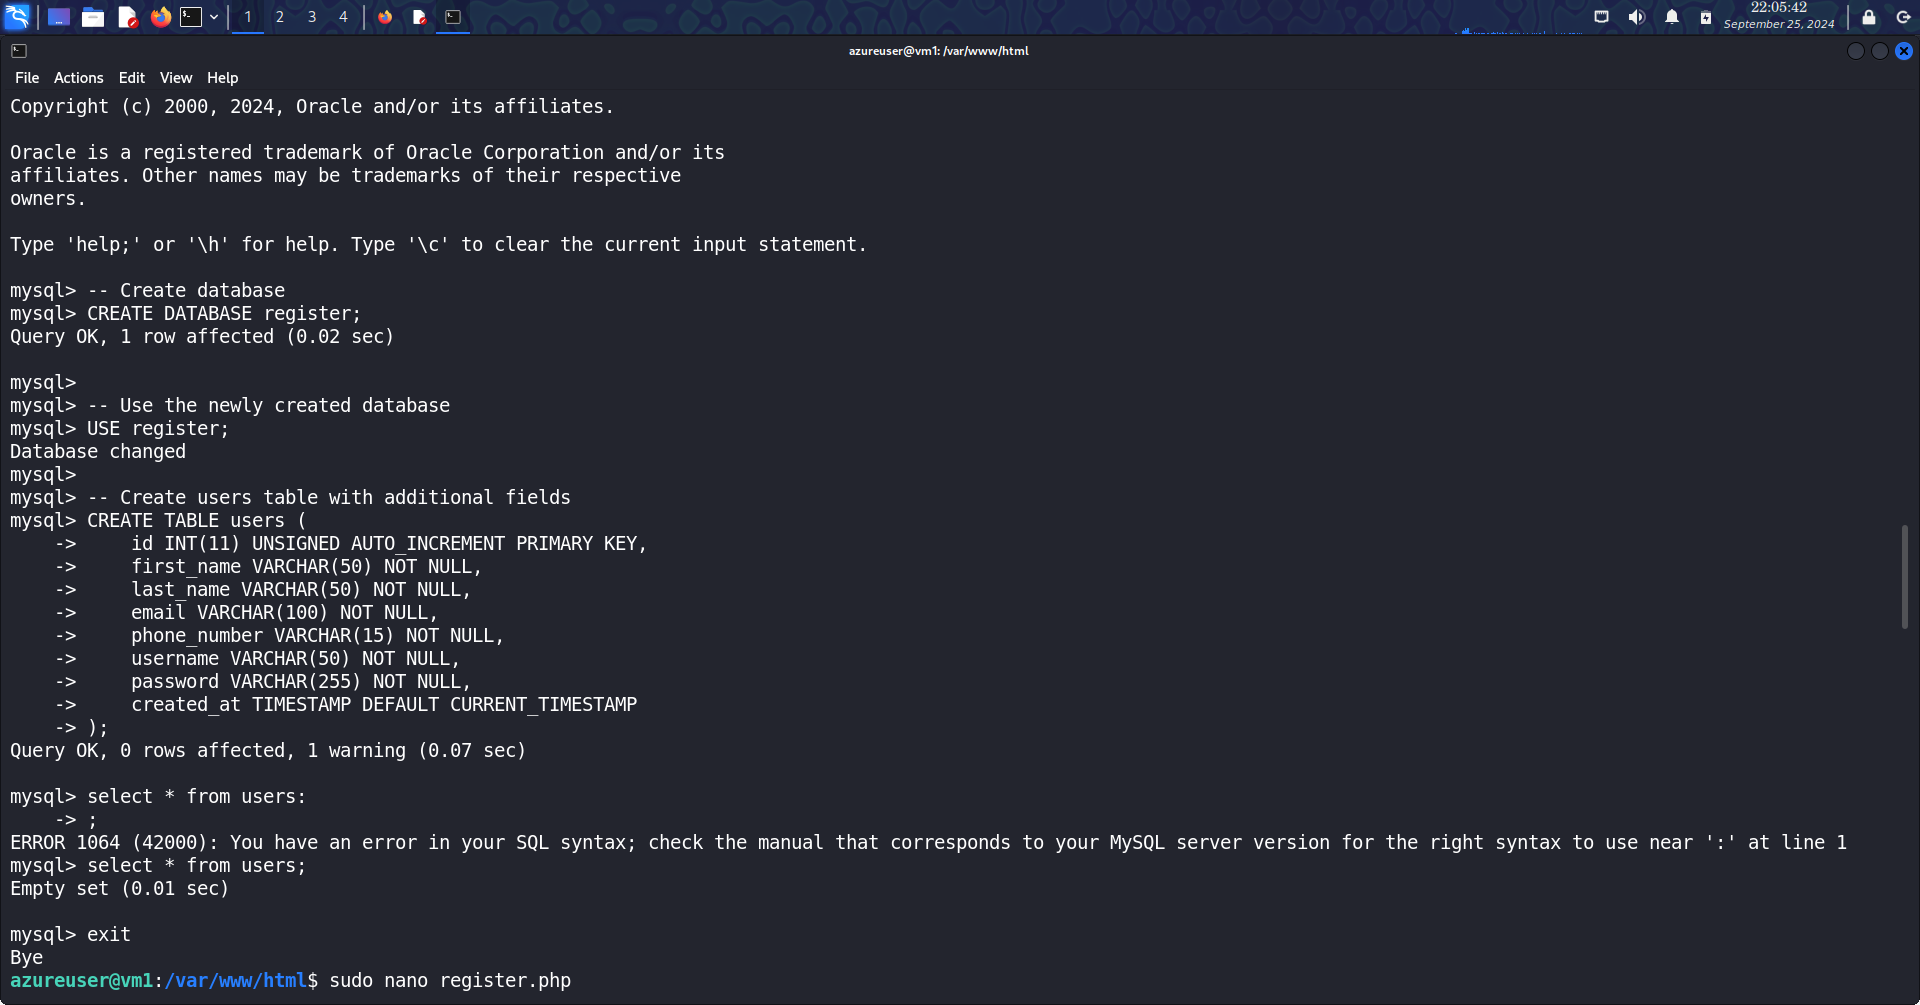 1 2 3 4
22:05:42
September 25, 2024
azureuser@vm1: /var/www/html
File Actions Edit View Help
Copyright (c) 2000, 2024, Oracle and/or its affiliates.
Oracle is a registered trademark of Oracle Corporation and/or its
affiliates. Other names may be trademarks of their respective
owners.
Type 'help;' or '\h' for help. Type '\c' to clear the current input statement.
mysql> -- Create database
mysql> CREATE DATABASE register;
Query OK, 1 row affected (0.02 sec)
mysql>
mysql> -- Use the newly created database
mysql> USE register;
Database changed
mysql>
mysql> -- Create users table with additional fields
mysql> CREATE TABLE users (
    ->     id INT(11) UNSIGNED AUTO_INCREMENT PRIMARY KEY,
    ->     first_name VARCHAR(50) NOT NULL,
    ->     last_name VARCHAR(50) NOT NULL,
    ->     email VARCHAR(100) NOT NULL,
    ->     phone_number VARCHAR(15) NOT NULL,
    ->     username VARCHAR(50) NOT NULL,
    ->     password VARCHAR(255) NOT NULL,
    ->     created_at TIMESTAMP DEFAULT CURRENT_TIMESTAMP
    -> );
Query OK, 0 rows affected, 1 warning (0.07 sec)
mysql> select * from users:
    -> ;
ERROR 1064 (42000): You have an error in your SQL syntax; check the manual that corresponds to your MySQL server version for the right syntax to use near ':' at line 1
mysql> select * from users;
Empty set (0.01 sec)
mysql> exit
Bye
azureuser@vm1:/var/www/html$ sudo nano register.php